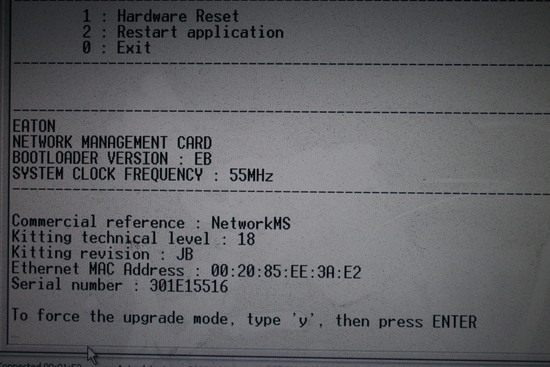 1 : Hardware Reset
2 : Restart application
0 : Exit
EATON
NETWORK MANAGEMENT CARD
BOOTLOADER VERSION : EB
SYSTEM CLOCK FREQUENCY : 55MHz
Commercial reference : NetworkMS
Kitting technical level : 18
Kitting revision : JB
Ethernet MAC Address : 00:20:85:EE:3A:E2
Serial number : 301E15516
To force the upgrade mode, type 'y', then press ENTER